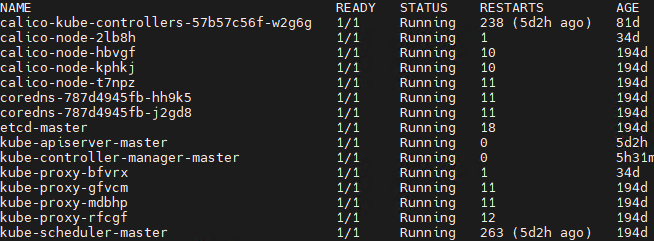 NAME READY STATUS RESTARTS AGE
calico-kube-controllers-57b57c56f-w2g6g 1/1 Running 238 (5d2h ago) 81d
calico-node-2lb8h 1/1 Running 1 34d
calico-node-hbvgf 1/1 Running 10 194d
calico-node-kphkj 1/1 Running 10 194d
calico-node-t7npz 1/1 Running 11 194d
coredns-787d4945fb-hh9k5 1/1 Running 11 194d
coredns-787d4945fb-j2gd8 1/1 Running 11 194d
etcd-master 1/1 Running 18 194d
kube-apiserver-master 1/1 Running 0 5d2h
kube-controller-manager-master 1/1 Running 0 5h31m
kube-proxy-bfvrx 1/1 Running 1 34d
kube-proxy-gfvcm 1/1 Running 11 194d
kube-proxy-mdbhp 1/1 Running 11 194d
kube-proxy-rfcgf 1/1 Running 12 194d
kube-scheduler-master 1/1 Running 263 (5d2h ago) 194d